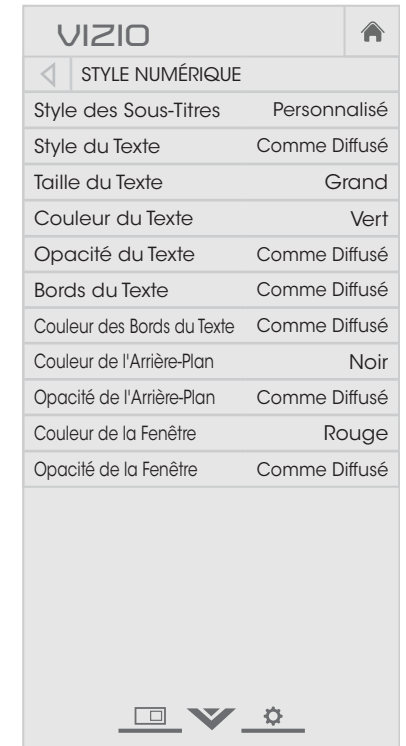 VIZIO
STYLE NUMÉRIQUE
Style des Sous-Titres Personnalisé
Style du Texte Comme Diffusé
Taille du Texte Grand
Couleur du Texte Vert
Opacité du Texte Comme Diffusé
Bords du Texte Comme Diffusé
Couleur des Bords du Texte Comme Diffusé
Couleur de l'Arrière-Plan Noir
Opacité de l'Arrière-Plan Comme Diffusé
Couleur de la Fenêtre Rouge
Opacité de la Fenêtre Comme Diffusé